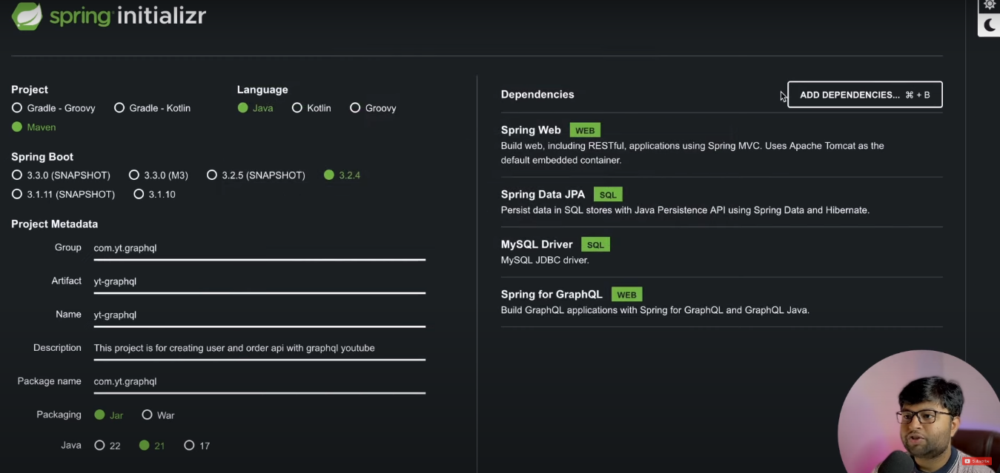 spring initializr
Project
Gradle - Groovy Gradle - Kotlin
Maven
Language
Java Kotlin Groovy
Spring Boot
3.3.0 (SNAPSHOT) 3.3.0 (M3) 3.2.5 (SNAPSHOT) 3.2.4
3.1.11 (SNAPSHOT) 3.1.10
Project Metadata
Group com.yt.graphql
Artifact yt-graphql
Name yt-graphql
Description This project is for creating user and order api with graphql youtube
Package name com.yt.graphql
Packaging Jar War
Java 22 21 17
Dependencies ADD DEPENDENCIES... ⌘ + B
Spring Web WEB
Build web, including RESTful, applications using Spring MVC. Uses Apache Tomcat as the
default embedded container.
Spring Data JPA SQL
Persist data in SQL stores with Java Persistence API using Spring Data and Hibernate.
MySQL Driver SQL
MySQL JDBC driver.
Spring for GraphQL WEB
Build GraphQL applications with Spring for GraphQL and GraphQL Java.
Subscribe